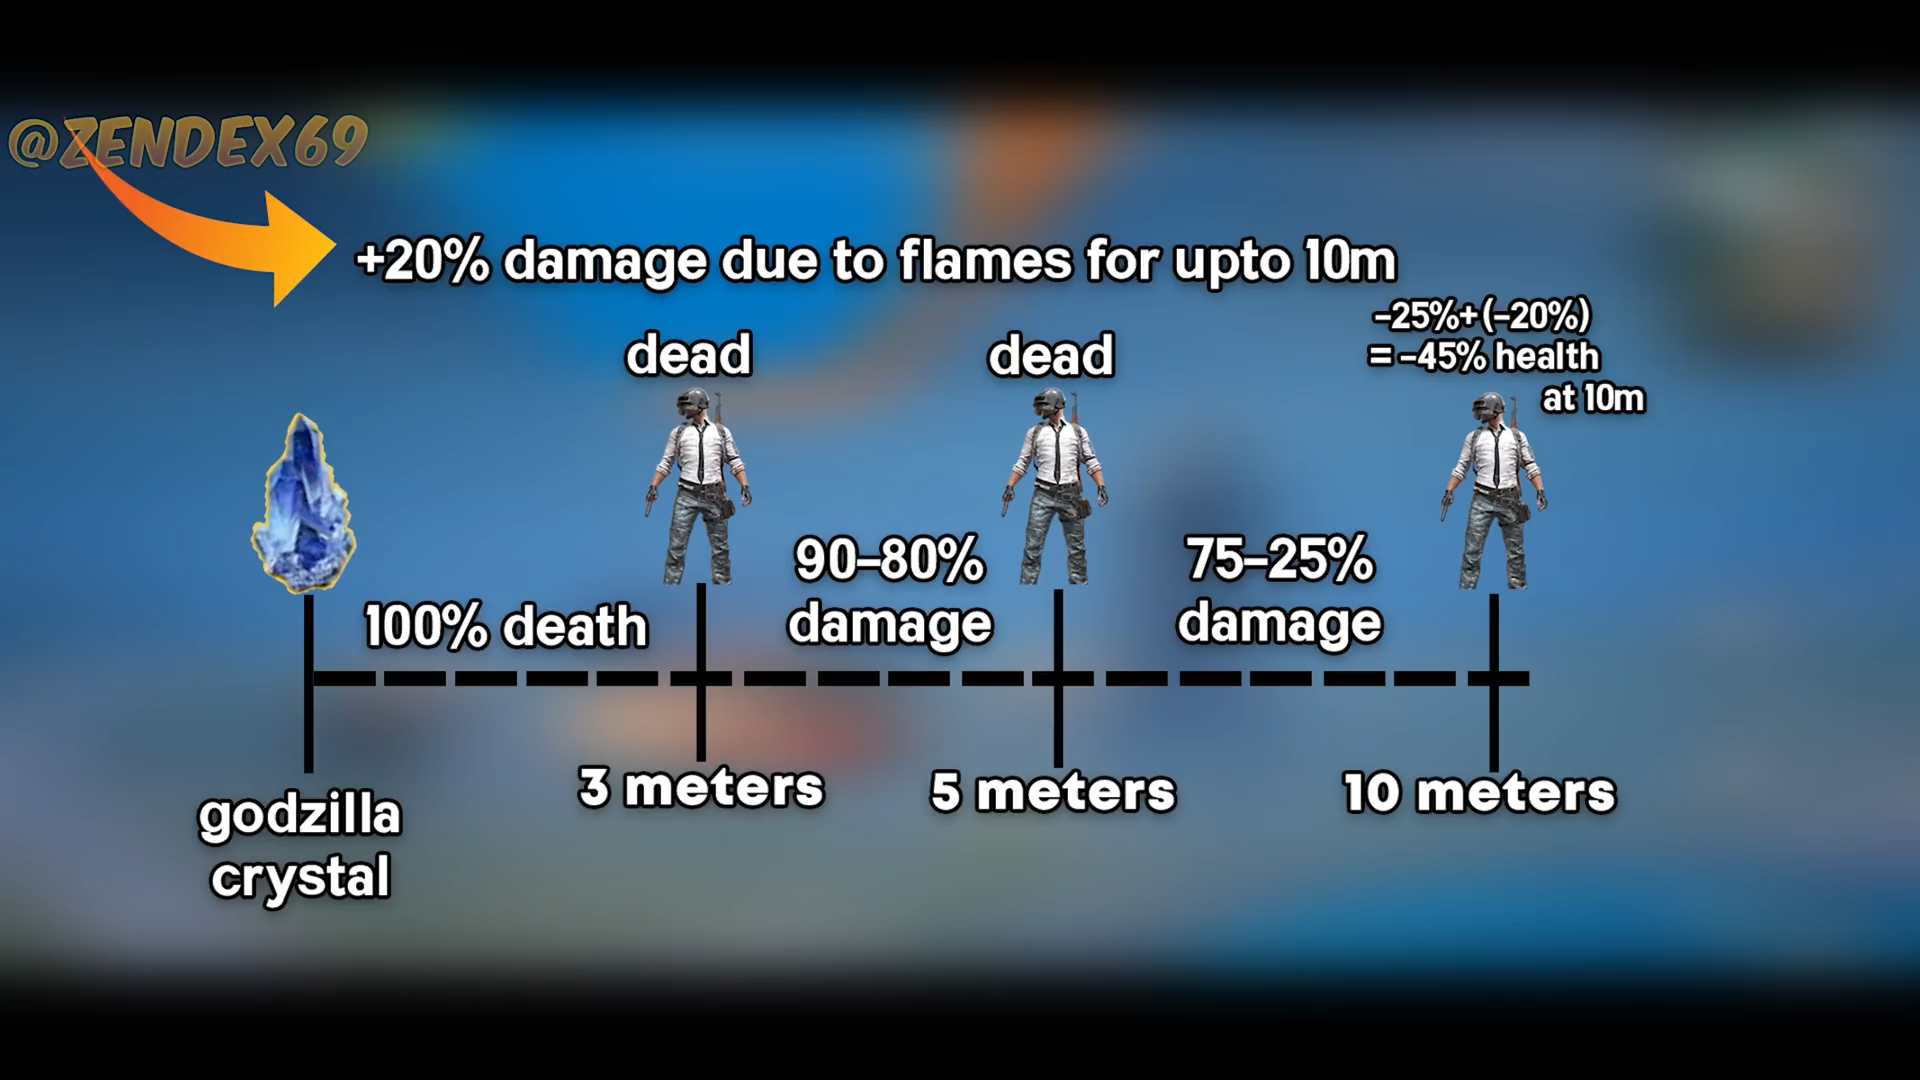 @ZENDEX69
+20% damage due to flames for upto 10m
-25%+(-20%)
= -45% health
at 10m
dead
dead
90-80%
damage
75-25%
damage
100% death
3 meters
5 meters
10 meters
godzilla
crystal